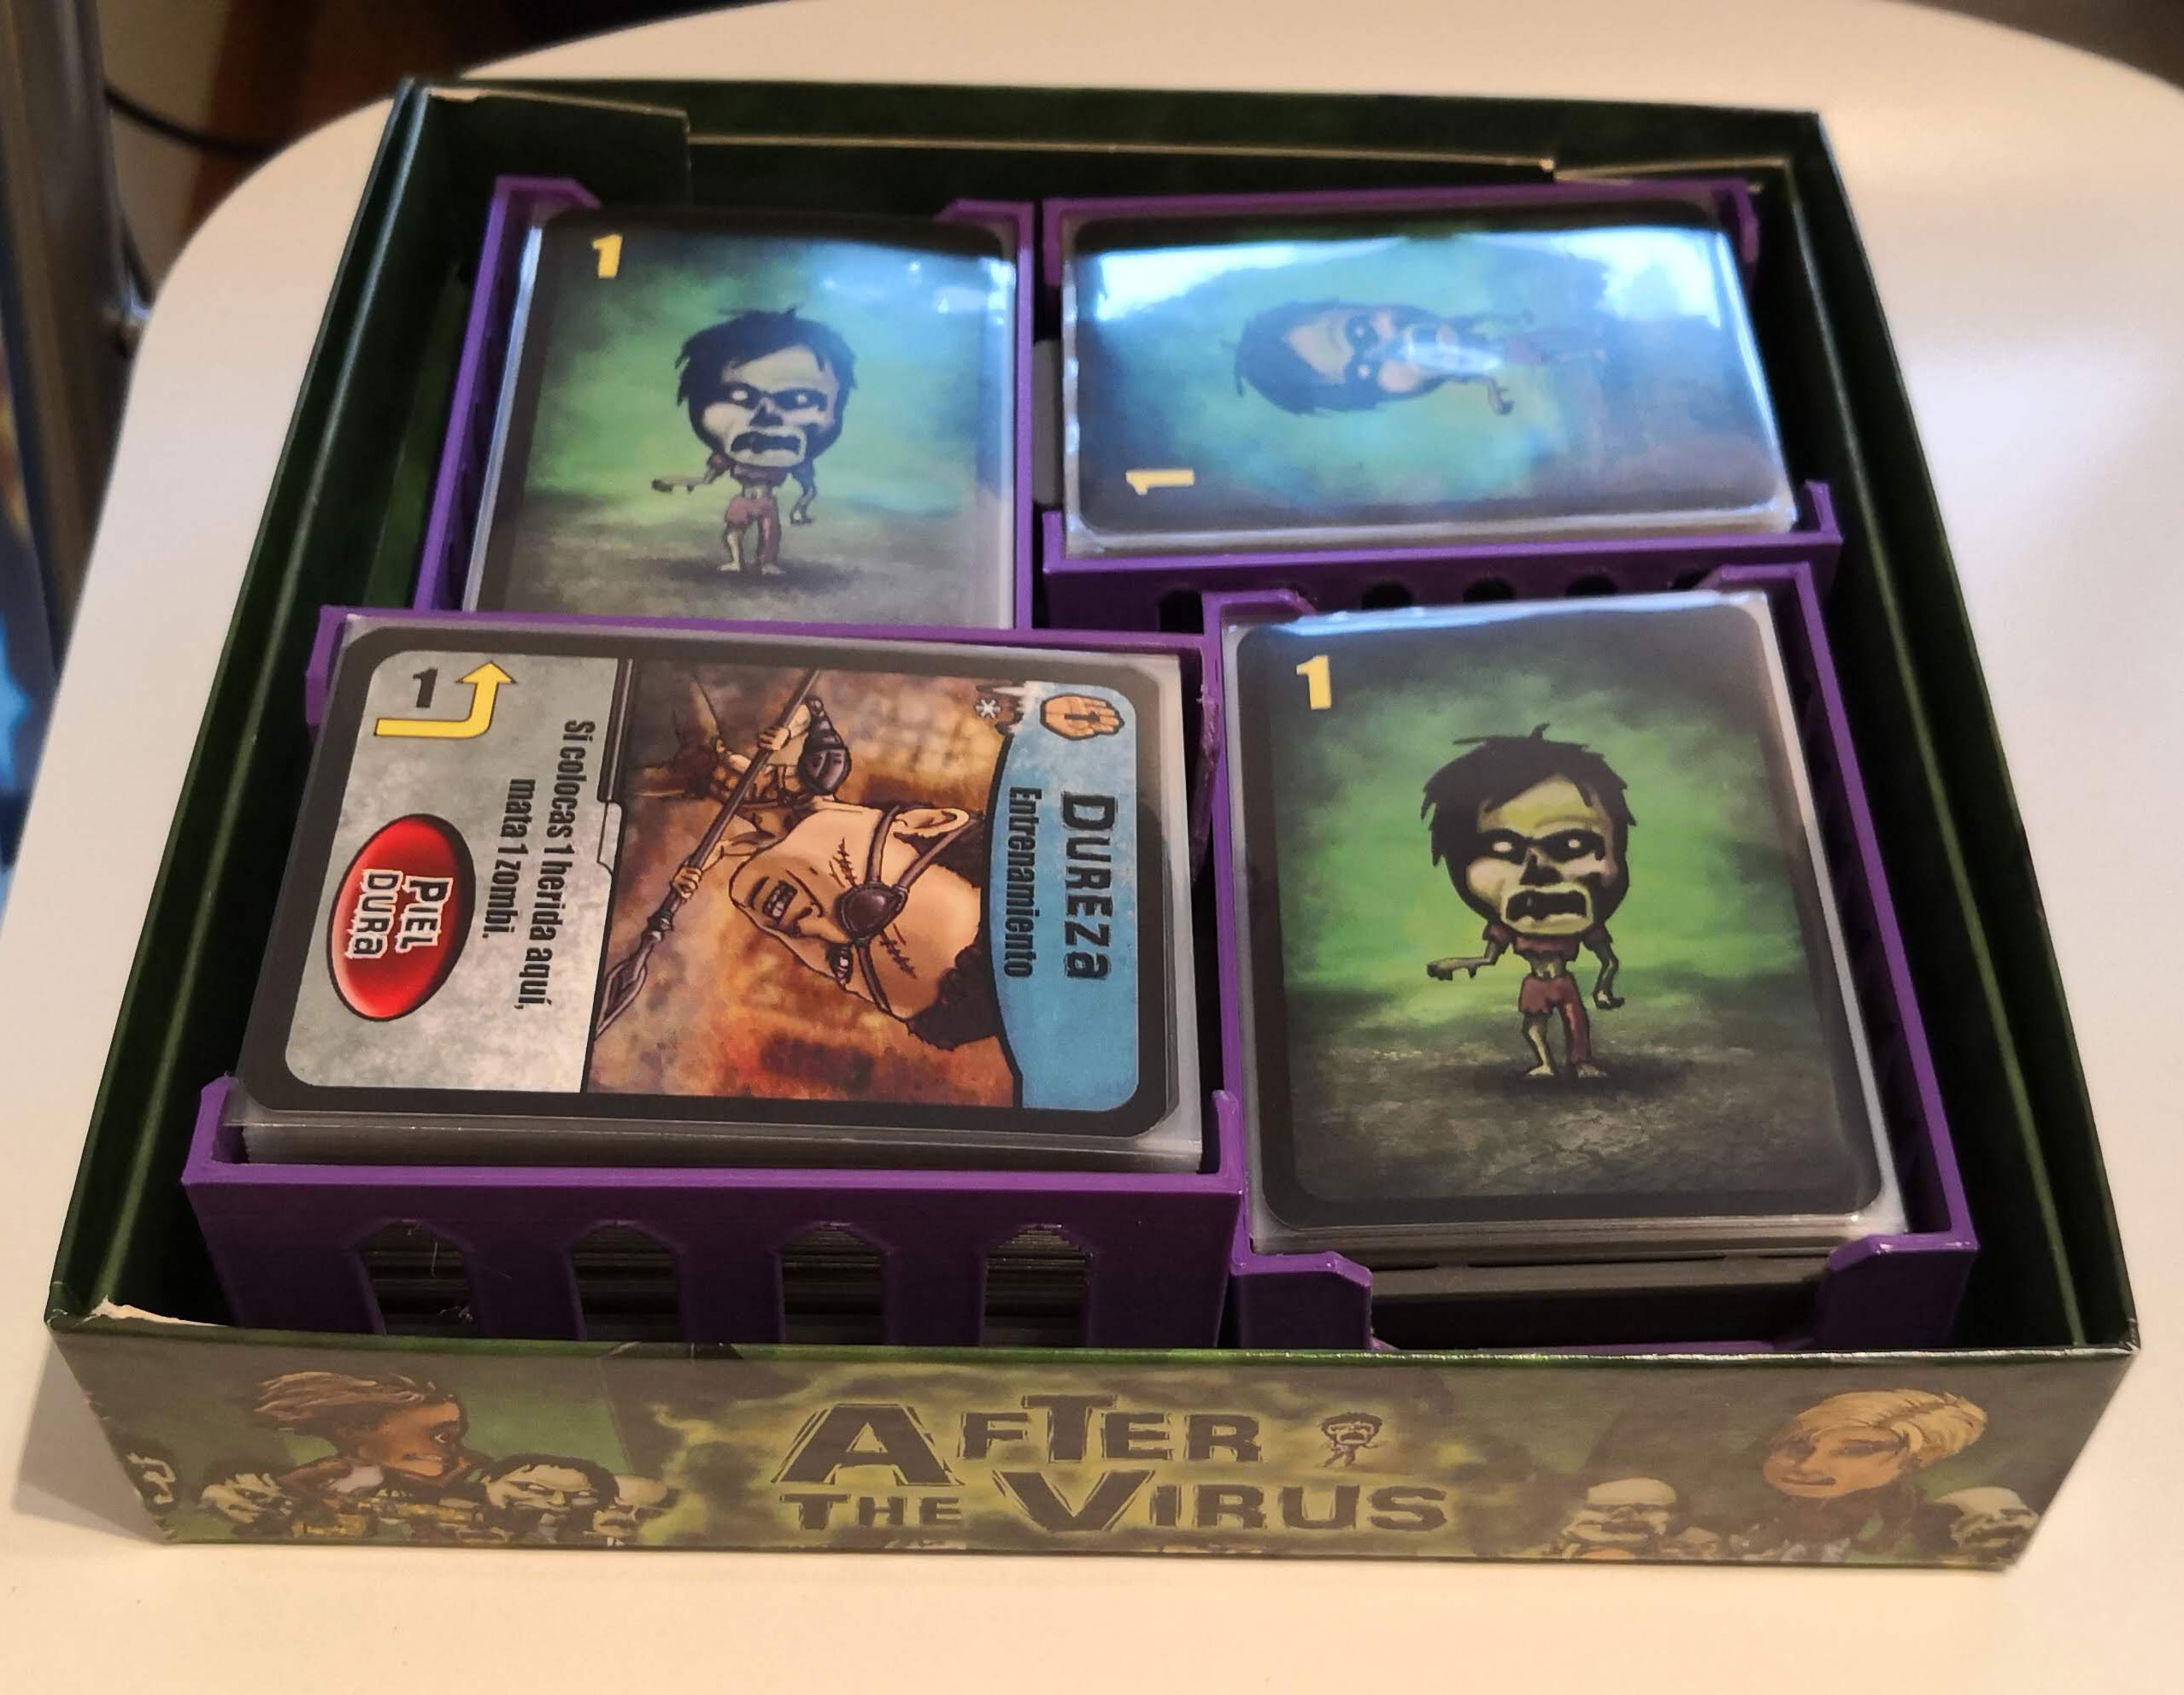 1
1
DUREZA
Entrenamiento
Si colocas 1 herida aquí,
mata 1 zombi.
PIEL
DURA
1
1
AFTER
THE VIRUS